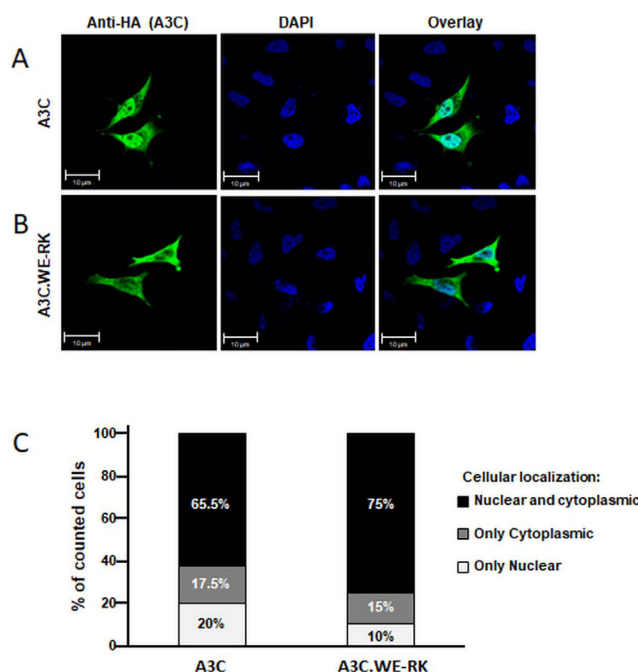 Anti-HA (A3C) DAPI Overlay
A
A3C
10 µm 10 µm 10 µm
B
A3C.WE-RK
10 µm 10 µm 10 µm
C
% of counted cells
100
80
60
40
20
0
65.5%
17.5%
20%
75%
15%
10%
A3C A3C.WE-RK
Cellular localization:
Nuclear and cytoplasmic
Only Cytoplasmic
Only Nuclear